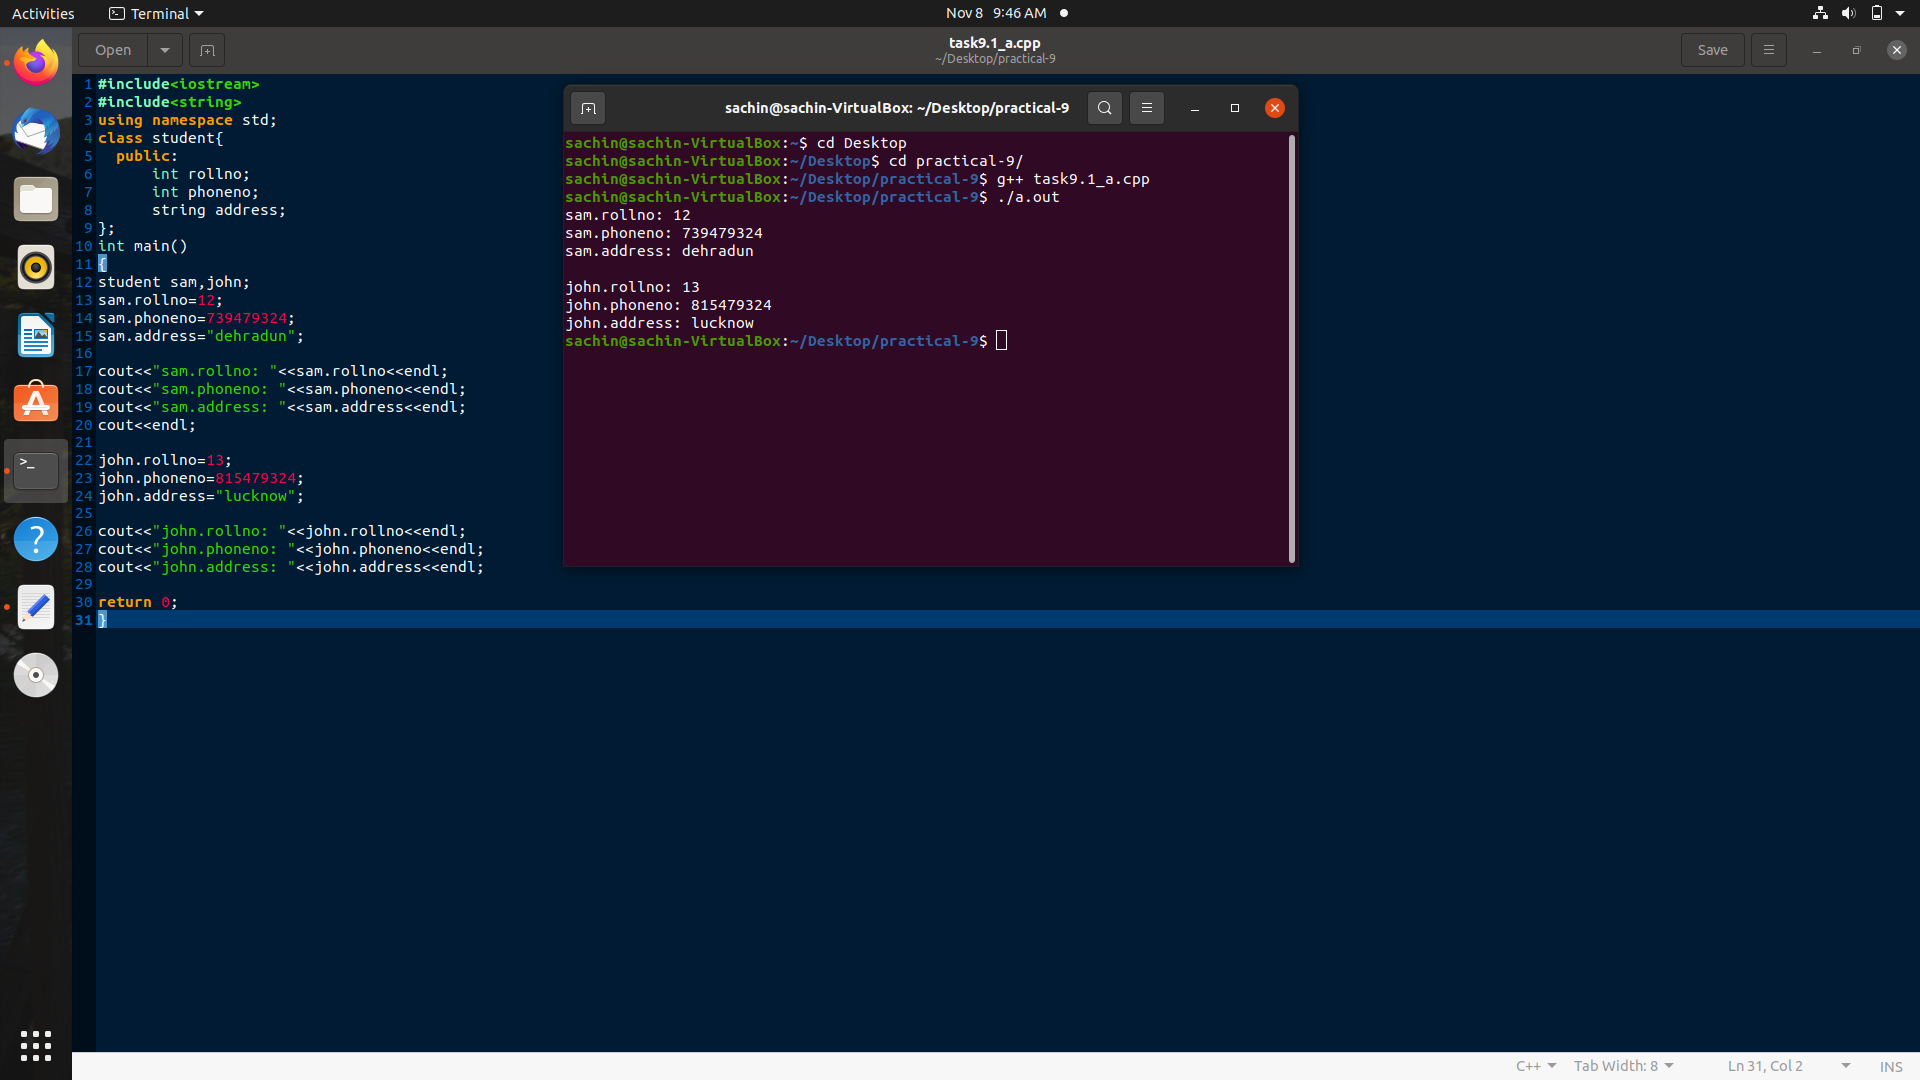 Activities
Terminal
Nov 8 9:46 AM
Open
task9.1_a.cpp
~/Desktop/practical-9
Save
1 #include<iostream>
2 #include<string>
3 using namespace std;
4 class student{
5   public:
6       int rollno;
7       int phoneno;
8       string address;
9 };
10 int main()
11 {
12 student sam,john;
13 sam.rollno=12;
14 sam.phoneno=739479324;
15 sam.address="dehradun";
16
17 cout<<"sam.rollno: "<<sam.rollno<<endl;
18 cout<<"sam.phoneno: "<<sam.phoneno<<endl;
19 cout<<"sam.address: "<<sam.address<<endl;
20 cout<<endl;
21
22 john.rollno=13;
23 john.phoneno=815479324;
24 john.address="lucknow";
25
26 cout<<"john.rollno: "<<john.rollno<<endl;
27 cout<<"john.phoneno: "<<john.phoneno<<endl;
28 cout<<"john.address: "<<john.address<<endl;
29
30 return 0;
31 }
sachin@sachin-VirtualBox: ~/Desktop/practical-9
sachin@sachin-VirtualBox:~$ cd Desktop
sachin@sachin-VirtualBox:~/Desktop$ cd practical-9/
sachin@sachin-VirtualBox:~/Desktop/practical-9$ g++ task9.1_a.cpp
sachin@sachin-VirtualBox:~/Desktop/practical-9$ ./a.out
sam.rollno: 12
sam.phoneno: 739479324
sam.address: dehradun

john.rollno: 13
john.phoneno: 815479324
john.address: lucknow
sachin@sachin-VirtualBox:~/Desktop/practical-9$
C++
Tab Width: 8
Ln 31, Col 2
INS